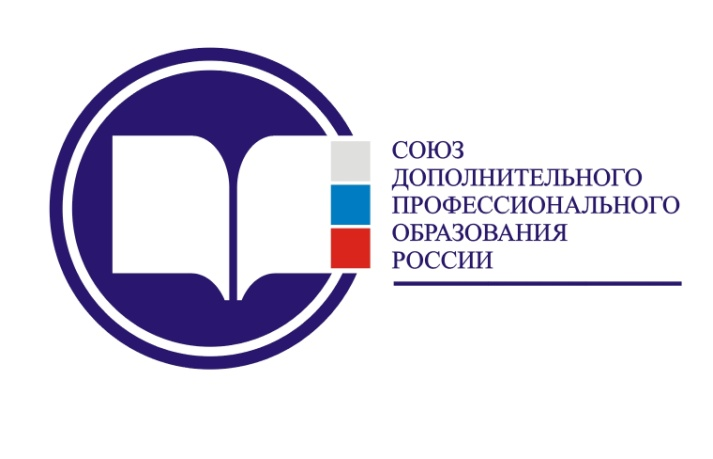 СОЮЗ
ДОПОЛНИТЕЛЬНОГО
ПРОФЕССИОНАЛЬНОГО
ОБРАЗОВАНИЯ
РОССИИ